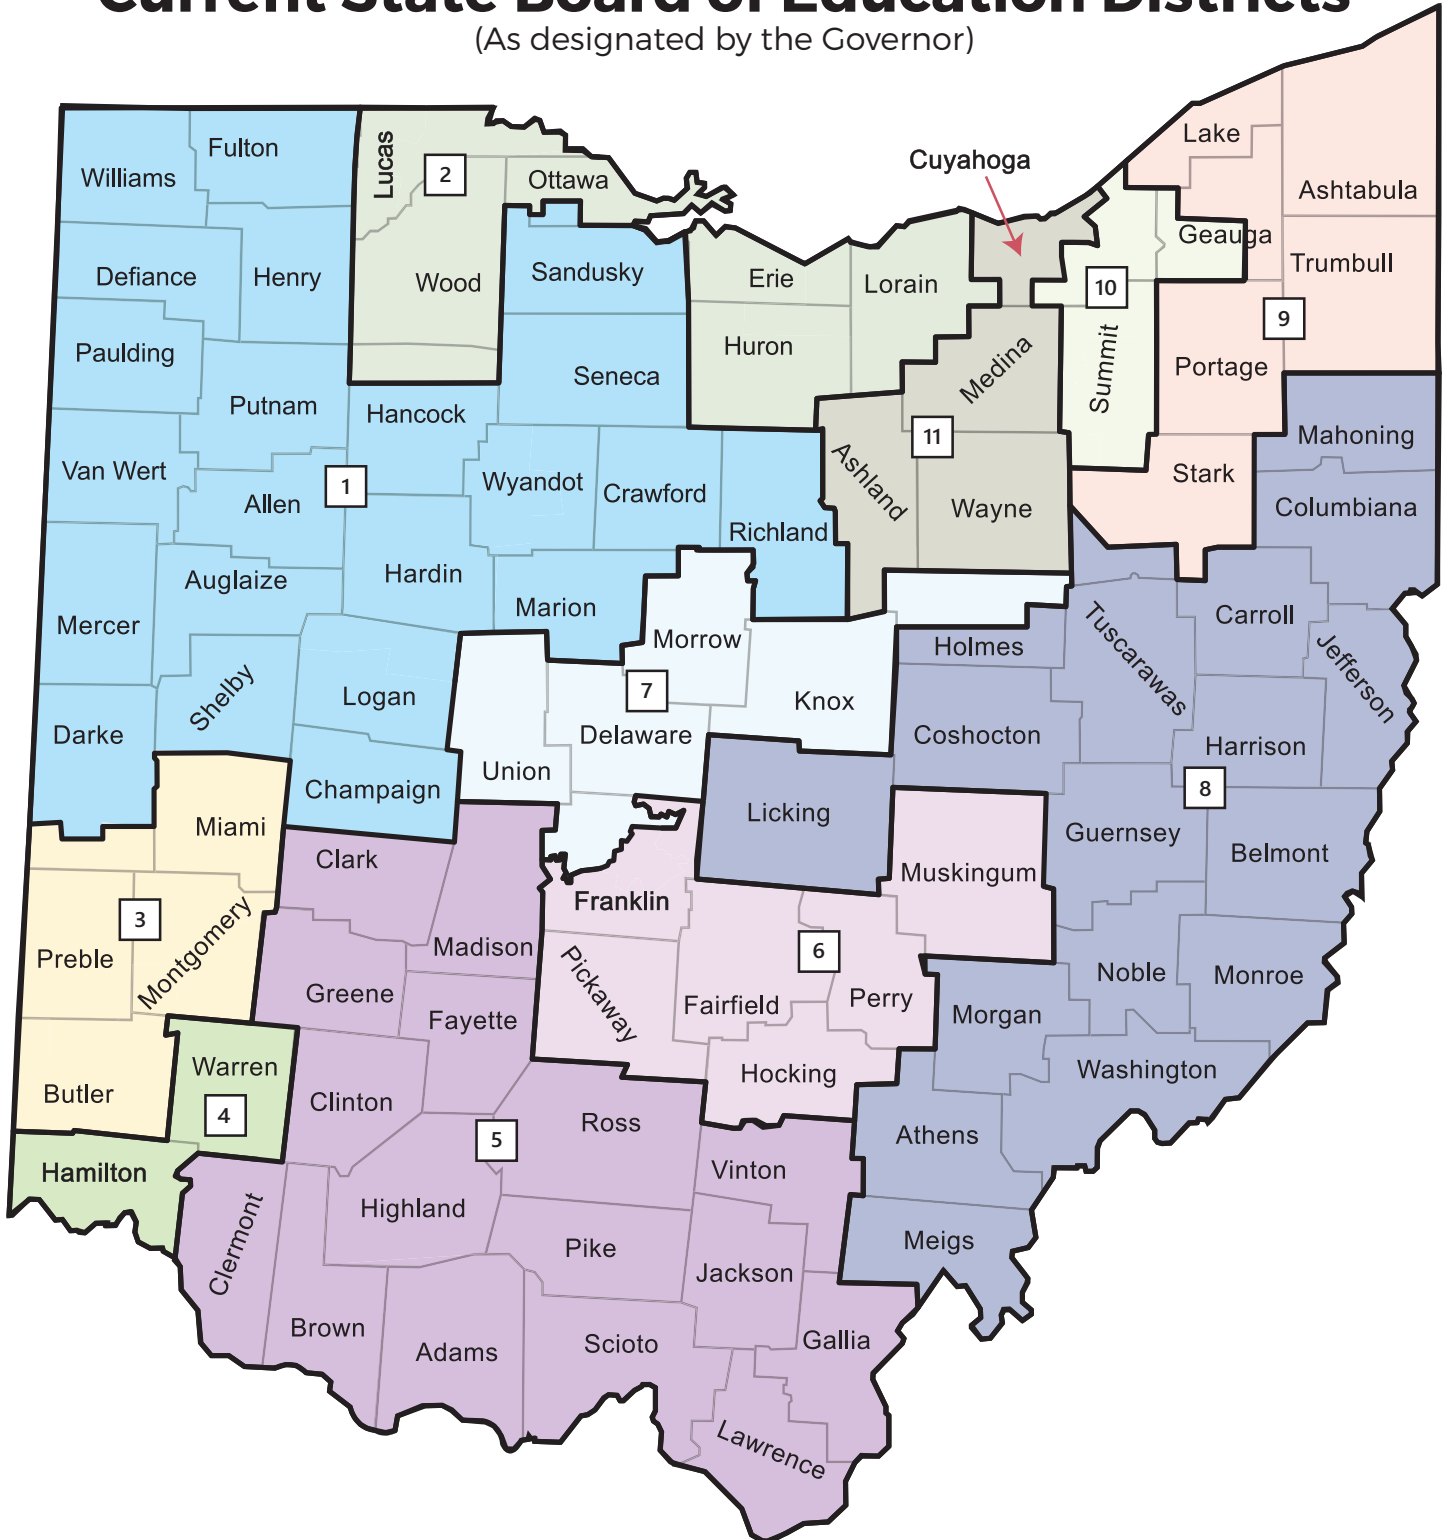 Current State Board of Education Districts
(As designated by the Governor)
Lake
Fulton
Lucas
Cuyahoga
2
Williams
Ottawa
Ashtabula
Geauga
Defiance
Henry
Wood
Sandusky
Erie
Lorain
10
Trumbull
9
Paulding
Huron
Medina
Summit
Portage
Seneca
Putnam
Hancock
11
Mahoning
Van Wert
1
Wyandot
Crawford
Ashland
Stark
Allen
Wayne
Columbiana
Richland
Auglaize
Hardin
Marion
Mercer
Morrow
Holmes
Tuscarawas
Carroll
Jefferson
Shelby
Logan
7
Knox
Darke
Delaware
Coshocton
Harrison
Union
Champaign
8
Miami
Licking
Guernsey
Clark
Belmont
Muskingum
Franklin
3
Madison
6
Preble
Montgomery
Pickaway
Noble
Monroe
Greene
Fairfield
Perry
Fayette
Morgan
Warren
Hocking
Washington
Butler
4
Clinton
Ross
5
Athens
Hamilton
Vinton
Clermont
Highland
Pike
Meigs
Jackson
Brown
Adams
Scioto
Gallia
Lawrence